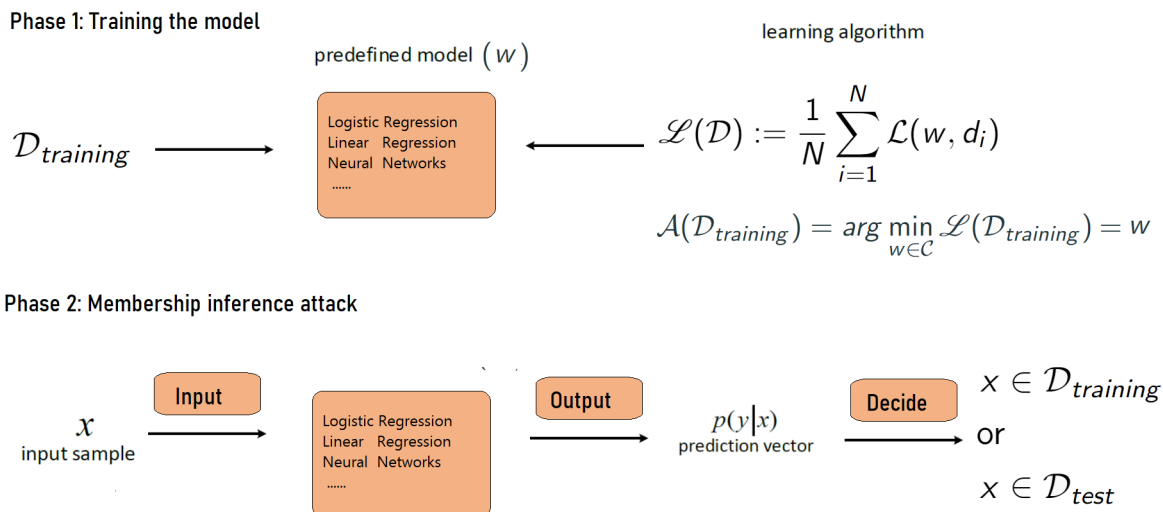 Phase 1: Training the model
learning algorithm
predefined model (w)
Logistic Regression
Linear Regression
Neural Networks
......
𝒟training
ℒ(𝒟) := 1/N ∑_{i=1}^{N} ℒ(w, dᵢ)
𝒜(𝒟training) = arg min_{w∈𝒞} ℒ(𝒟training) = w
Phase 2: Membership inference attack
Input
x
input sample
Logistic Regression
Linear Regression
Neural Networks
......
Output
p(y|x)
prediction vector
Decide
x ∈ 𝒟training
or
x ∈ 𝒟test